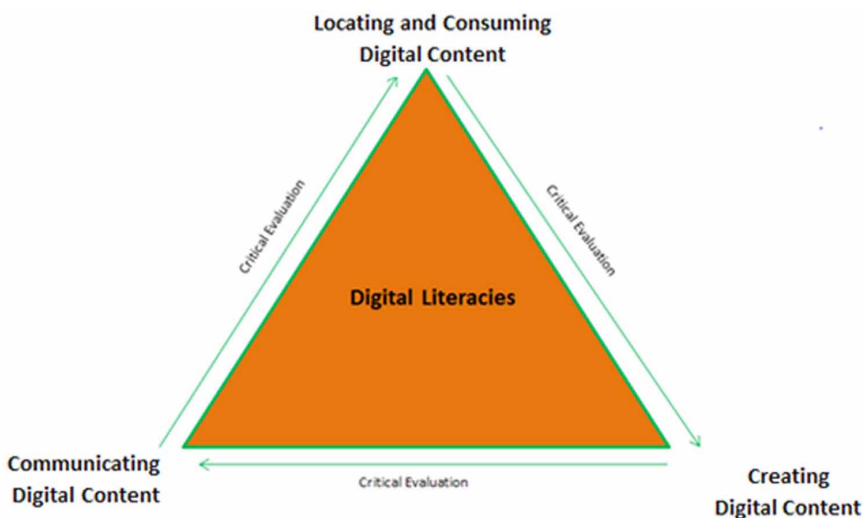 Locating and Consuming
Digital Content
Critical Evaluation
Critical Evaluation
Digital Literacies
Communicating
Digital Content
Critical Evaluation
Creating
Digital Content